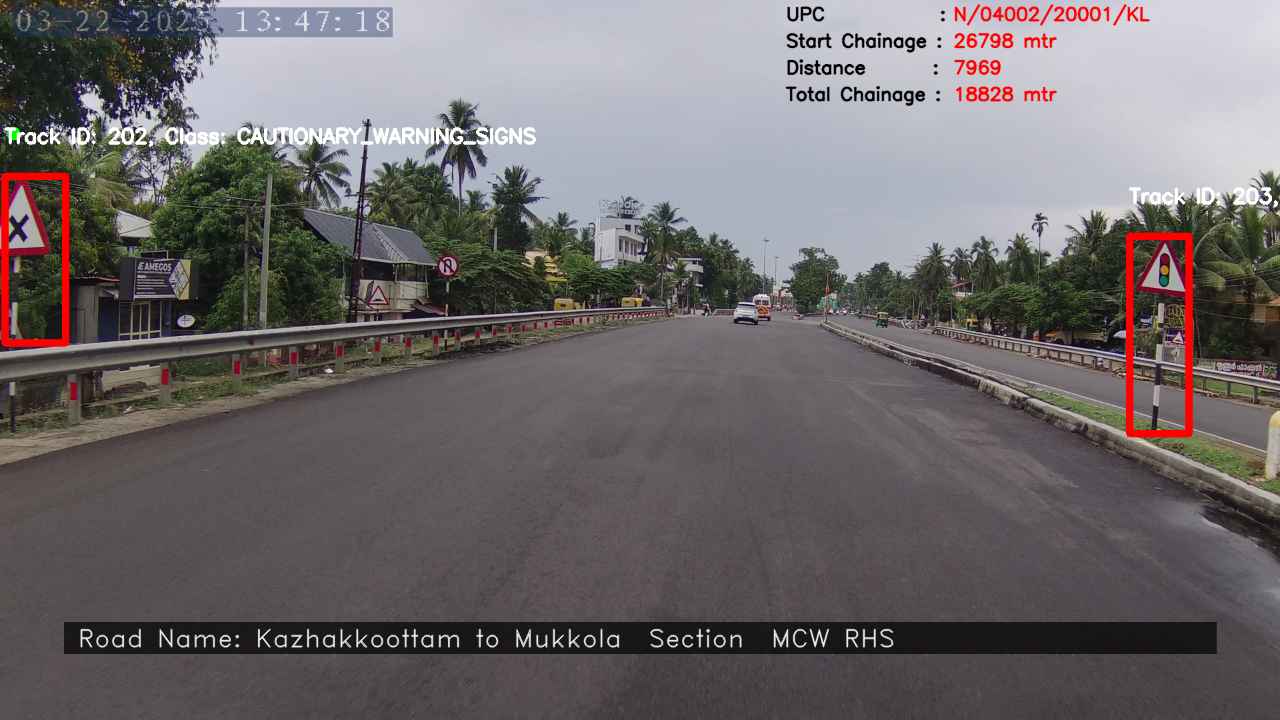 03-22-2025 13:47:18
UPC : N/04002/20001/KL
Start Chainage : 26798 mtr
Distance : 7969
Total Chainage : 18828 mtr
Track ID: 202, Class: CAUTIONARY_WARNING_SIGNS
Track ID: 203,
AMEGOS
Road Name: Kazhakkoottam to Mukkola Section MCW RHS